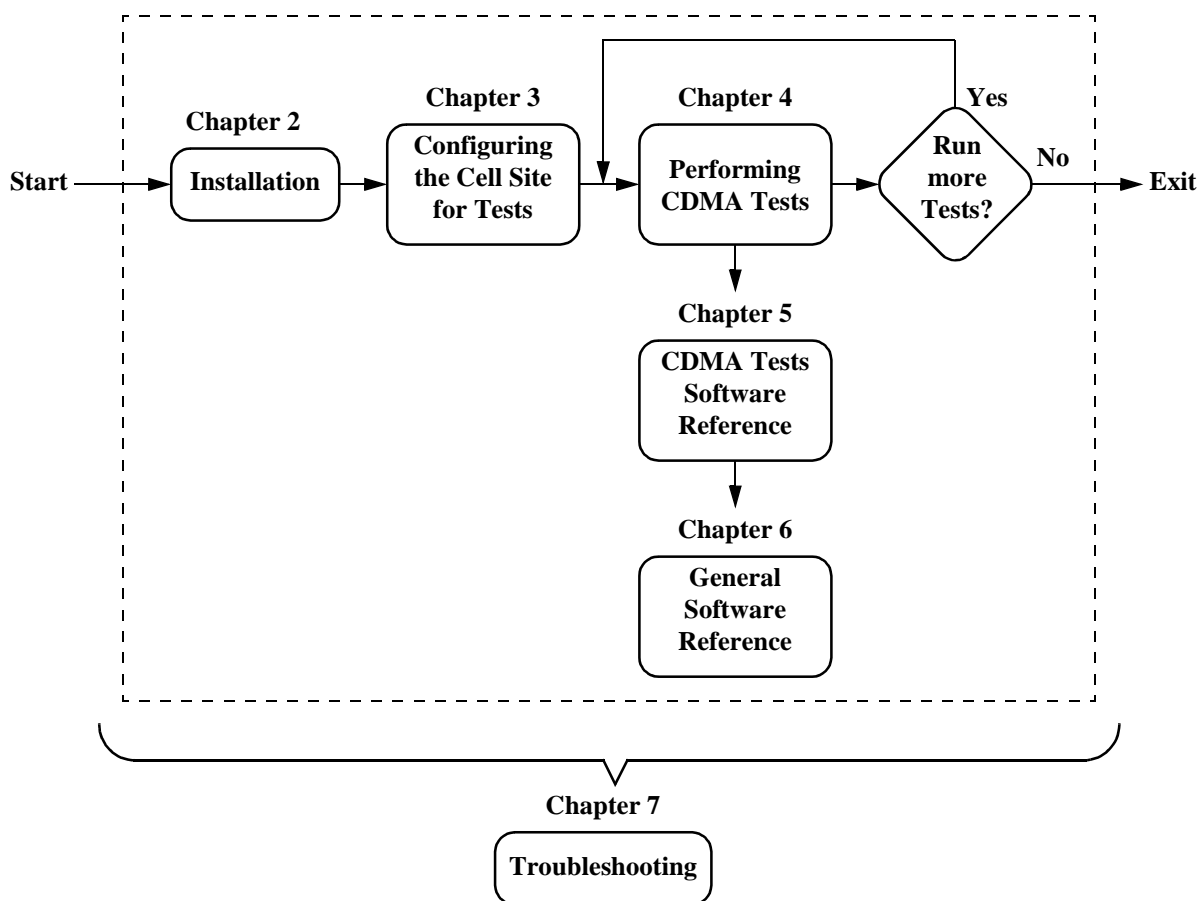 Chapter 2
Chapter 3
Chapter 4
Yes
No
Start
Installation
Configuring
the Cell Site
for Tests
Performing
CDMA Tests
Run
more
Tests?
Exit
Chapter 5
CDMA Tests
Software
Reference
Chapter 6
General
Software
Reference
Chapter 7
Troubleshooting